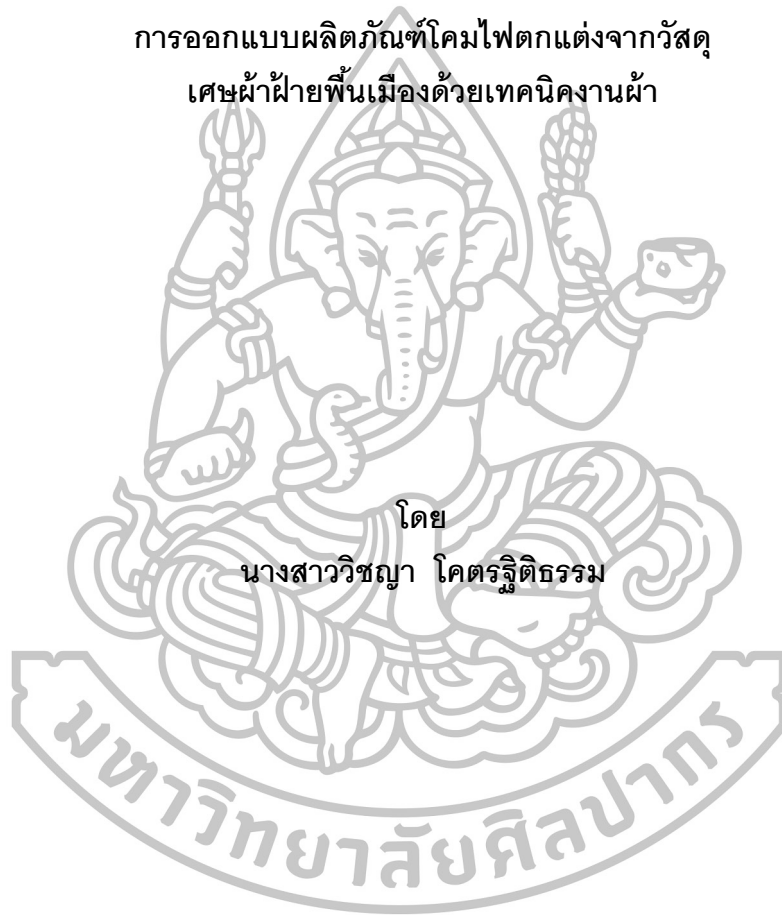 การออกแบบผลิตภัณฑ์โคมไฟตกแต่งจากวัสดุ
เศษผ้าฝ้ายพื้นเมืองด้วยเทคนิคงานผ้า
โดย
นางสาววิชญา โคตรฐิติธรรม
มหาวิทยาลัยศิลปากร